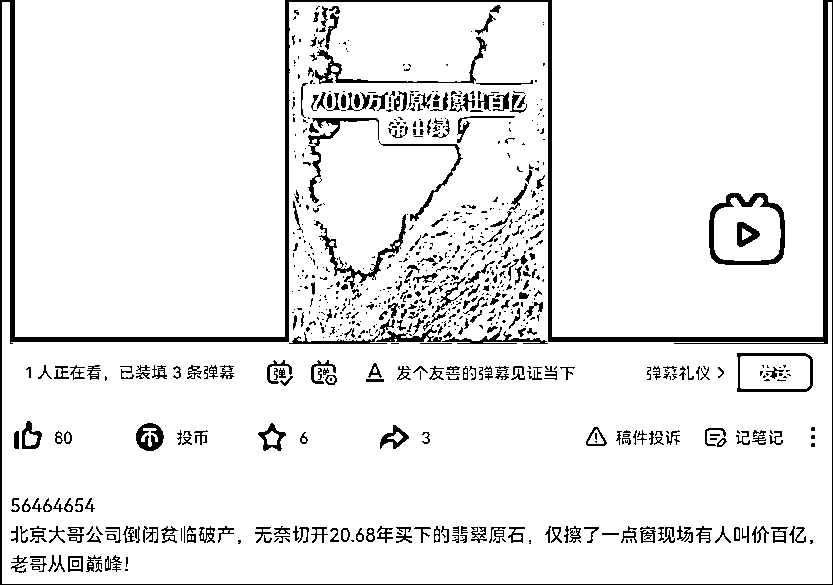 7000万的原石擦出百亿
帝王绿
1人正在看，已装填 3 条弹幕
弹
弹
A 发个友善的弹幕见证当下
弹幕礼仪 >
发送
80
币 投币
6
3
稿件投诉
记笔记
56464654
北京大哥公司倒闭贫临破产，无奈切开20.68年买下的翡翠原石，仅擦了一点窗现场有人叫价百亿，
老哥从回巅峰！